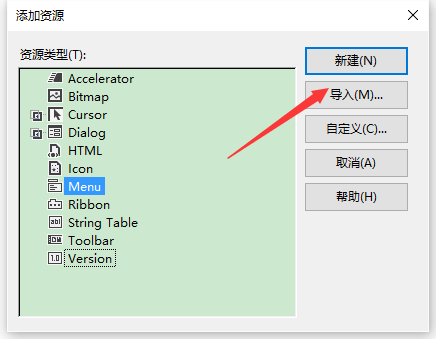 添加资源
资源类型(T):
Accelerator
Bitmap
Cursor
Dialog
HTML
Icon
Menu
Ribbon
String Table
Toolbar
Version
新建(N)
导入(M)...
自定义(C)...
取消(A)
帮助(H)